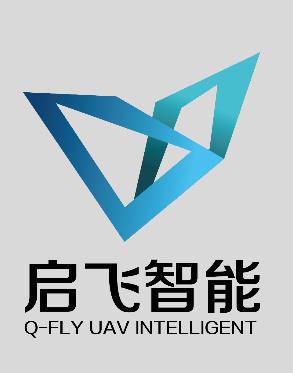 启飞智能
Q-FLY UAV INTELLIGENT